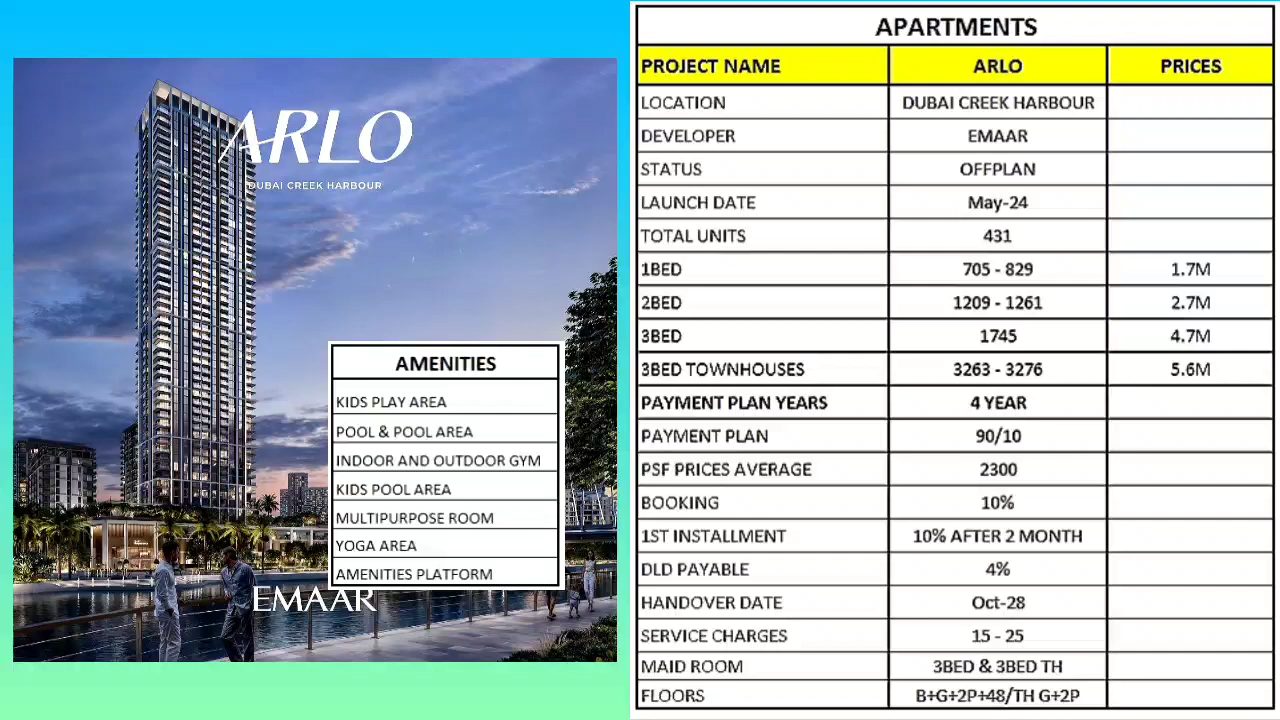 ARLO
DUBAI CREEK HARBOUR
AMENITIES
KIDS PLAY AREA
POOL & POOL AREA
INDOOR AND OUTDOOR GYM
KIDS POOL AREA
MULTIPURPOSE ROOM
YOGA AREA
AMENITIES PLATFORM
EMAAR
APARTMENTS
PROJECT NAME ARLO PRICES
LOCATION DUBAI CREEK HARBOUR
DEVELOPER EMAAR
STATUS OFFPLAN
LAUNCH DATE May-24
TOTAL UNITS 431
1BED 705 - 829 1.7M
2BED 1209 - 1261 2.7M
3BED 1745 4.7M
3BED TOWNHOUSES 3263 - 3276 5.6M
PAYMENT PLAN YEARS 4 YEAR
PAYMENT PLAN 90/10
PSF PRICES AVERAGE 2300
BOOKING 10%
1ST INSTALLMENT 10% AFTER 2 MONTH
DLD PAYABLE 4%
HANDOVER DATE Oct-28
SERVICE CHARGES 15 - 25
MAID ROOM 3BED & 3BED TH
FLOORS B+G+2P+48/TH G+2P